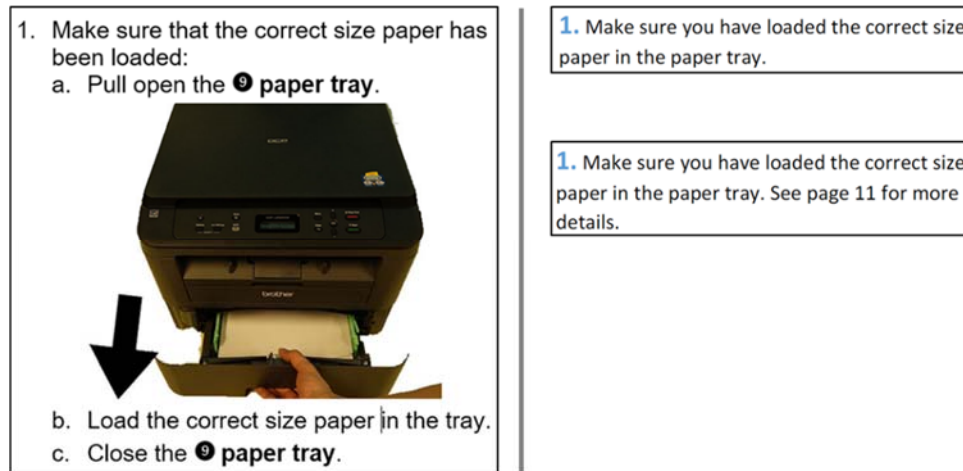 1. Make sure that the correct size paper has
been loaded:
a. Pull open the ❾ paper tray.
brother
b. Load the correct size paper in the tray.
c. Close the ❾ paper tray.
1. Make sure you have loaded the correct size
paper in the paper tray.
1. Make sure you have loaded the correct size
paper in the paper tray. See page 11 for more
details.